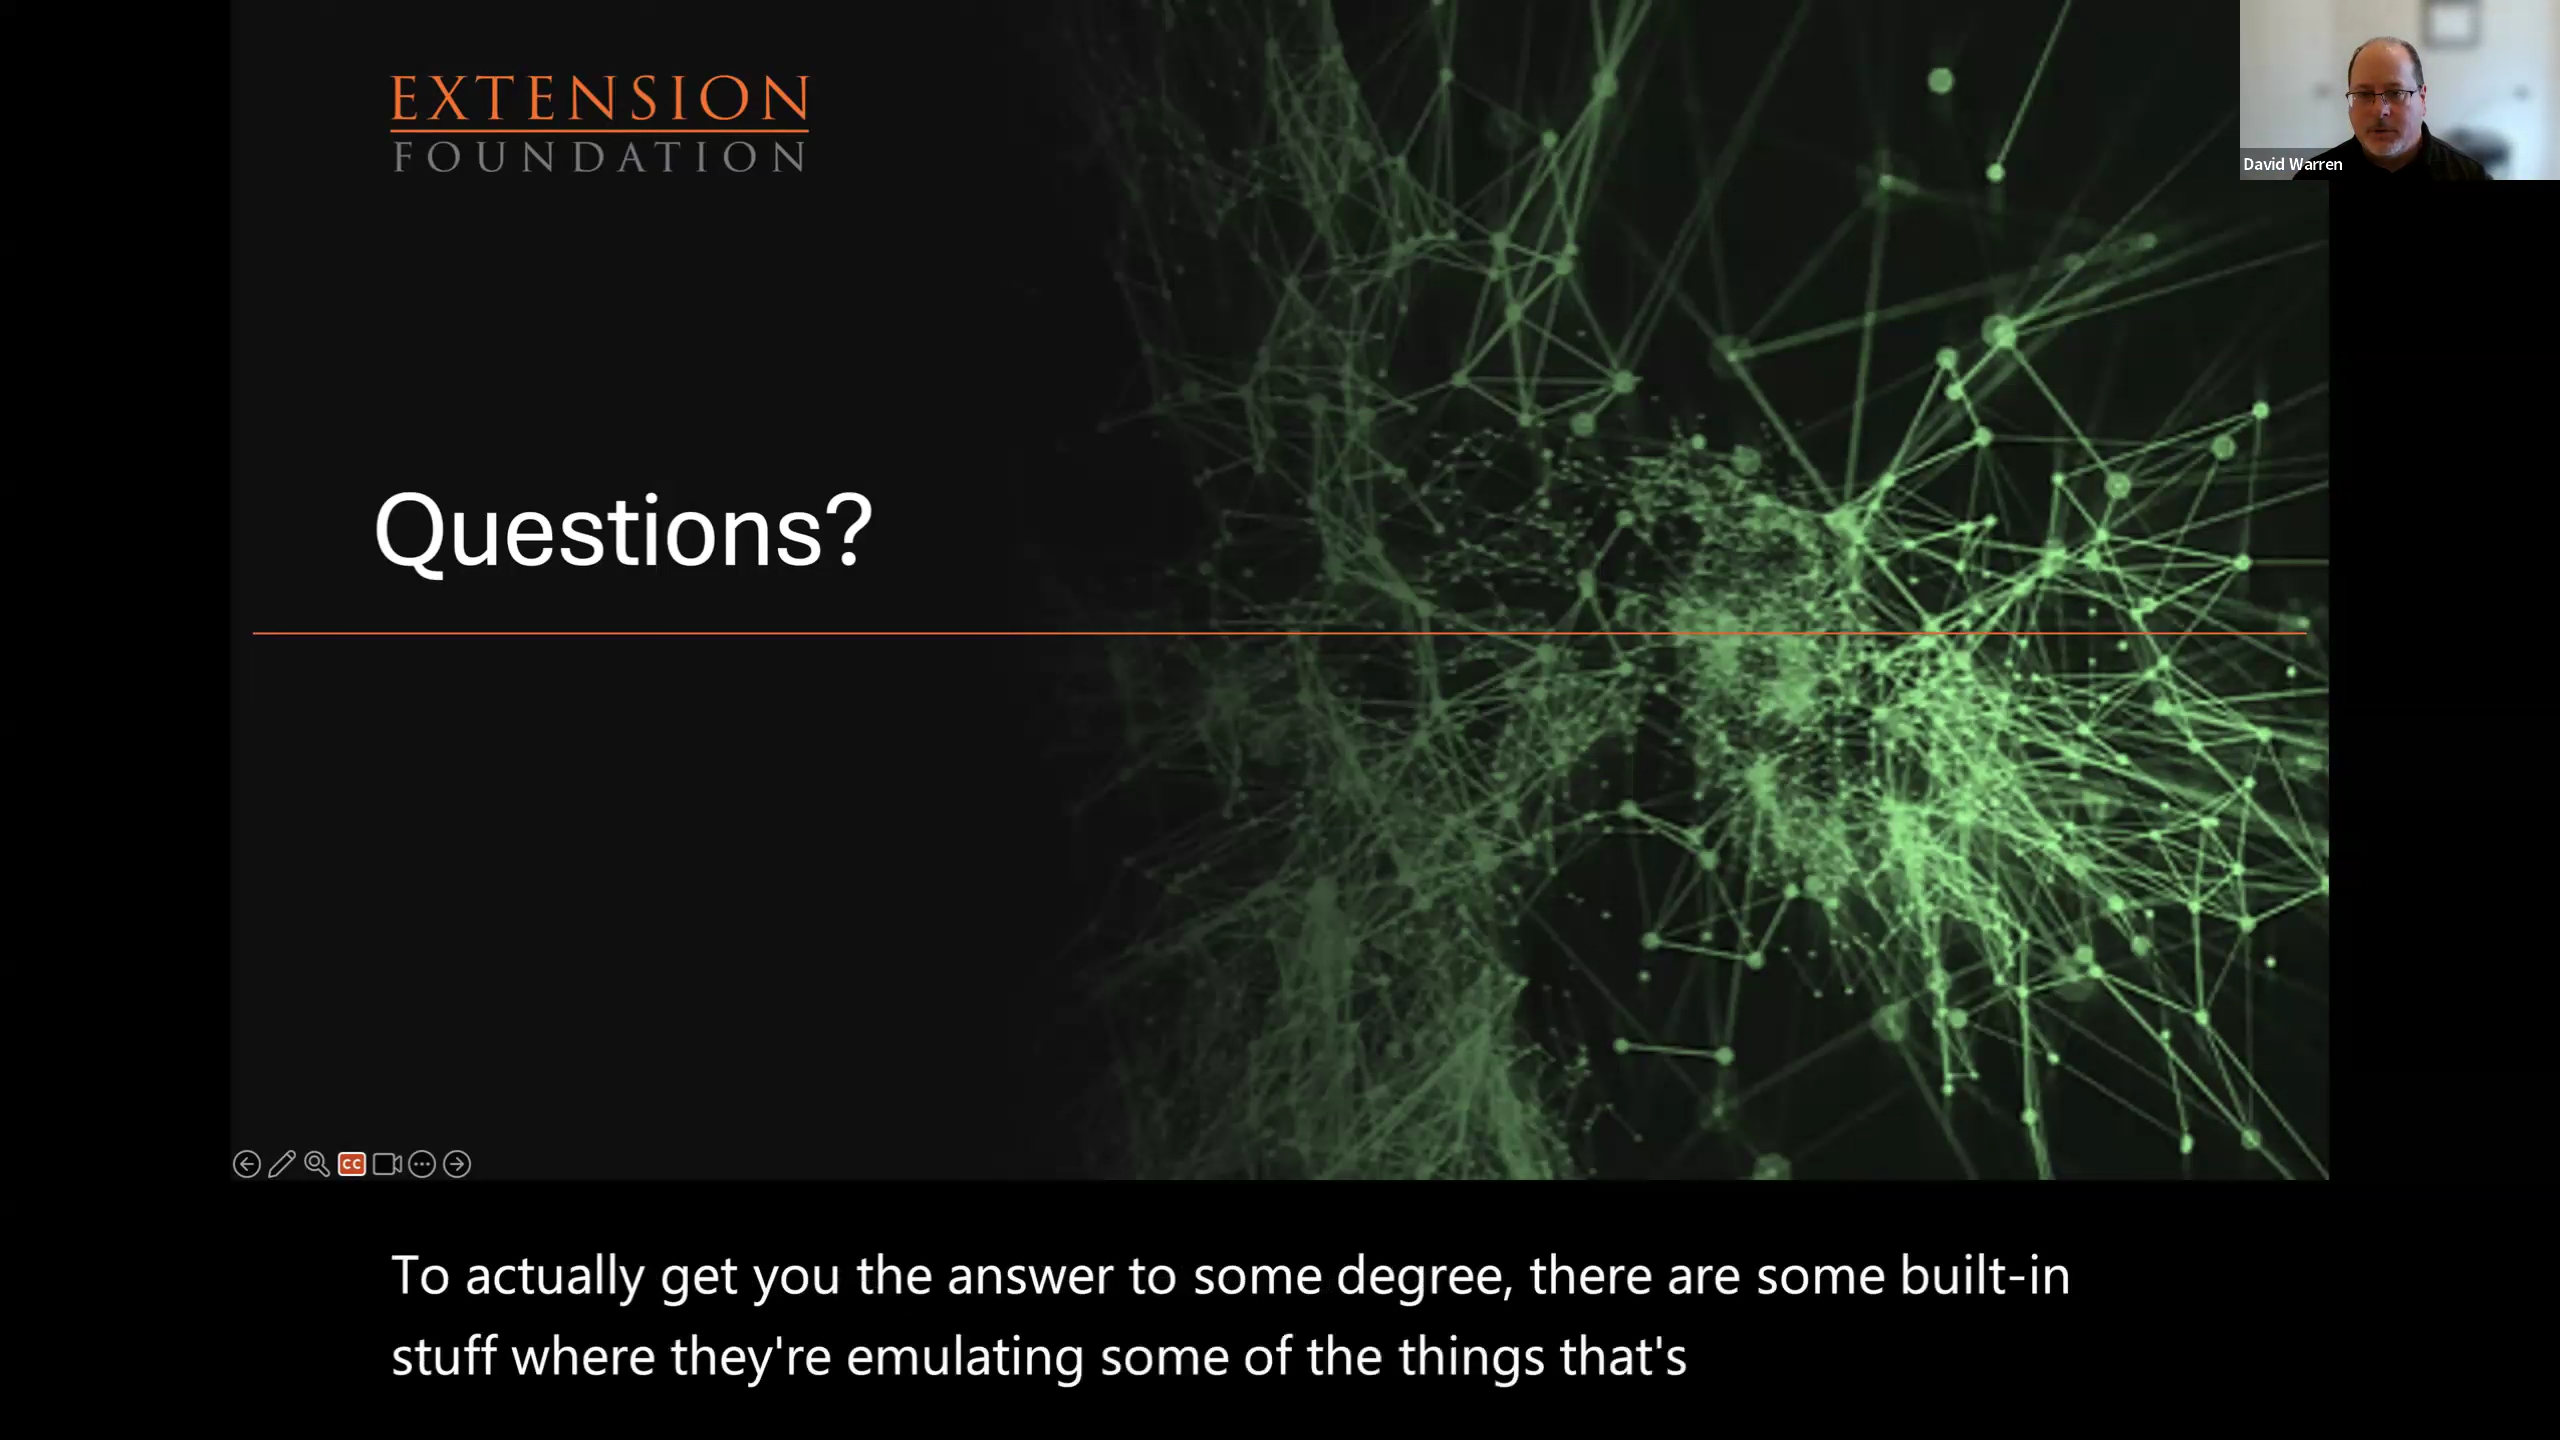 EXTENSION
FOUNDATION
David Warren
Questions?
CC
To actually get you the answer to some degree, there are some built-in
stuff where they're emulating some of the things that's